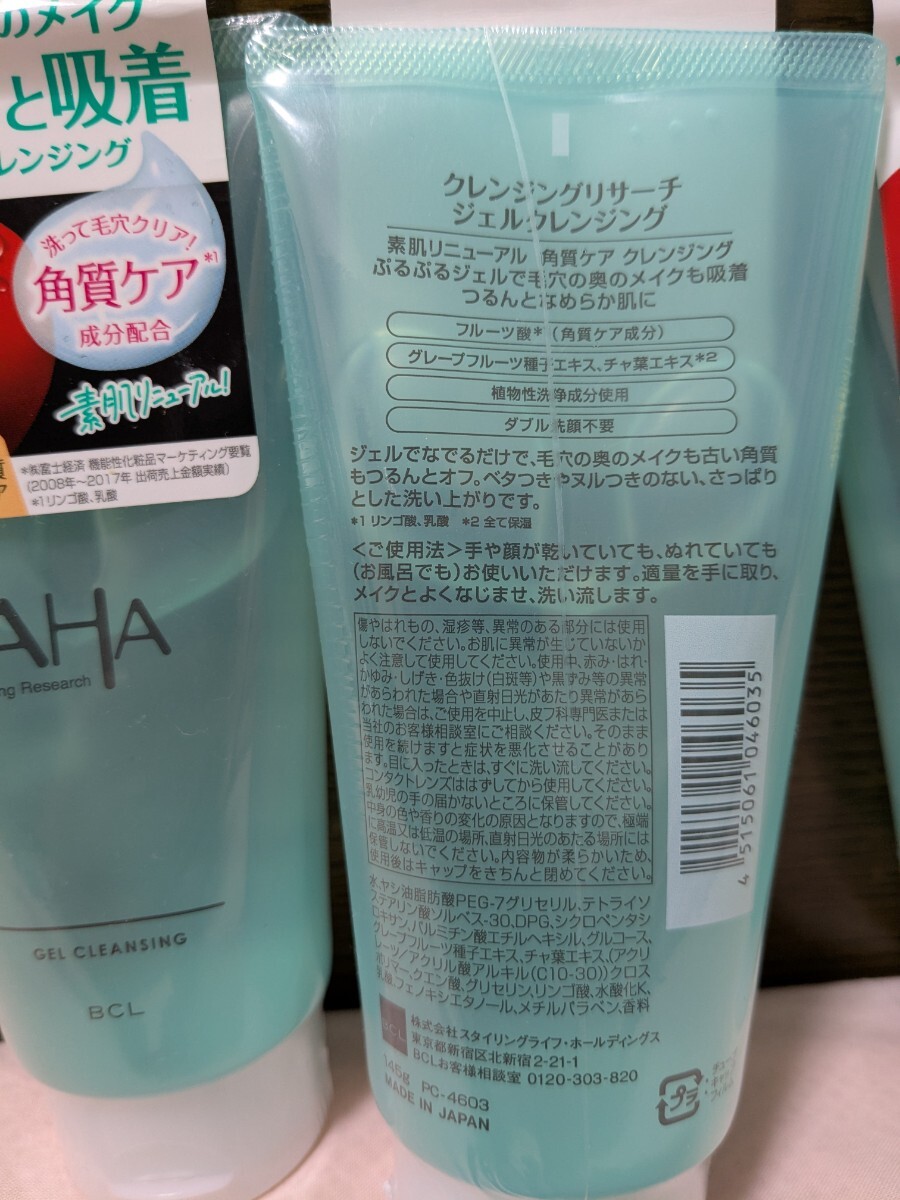 のメイク
と吸着
レンジング
洗って毛穴クリア!
角質ケア*1
成分配合
素肌リニューアル!
*㈱富士経済 機能性化粧品マーケティング要覧
(2008年~2017年 出荷売上金額実績)
*1リンゴ酸、乳酸
AHA
ng Research
GEL CLEANSING
BCL
クレンジングリサーチ
ジェルクレンジング
素肌リニューアル 角質ケア クレンジング
ぷるぷるジェルで毛穴の奥のメイクも吸着
つるんとなめらか肌に
フルーツ酸*1(角質ケア成分)
グレープフルーツ種子エキス、チャ葉エキス*2
植物性洗浄成分使用
ダブル洗顔不要
ジェルでなでるだけで、毛穴の奥のメイクも古い角質
もつるんとオフ。ベタつきやヌルつきのない、さっぱり
とした洗い上がりです。
*1 リンゴ酸、乳酸 *2 全て保湿
<ご使用法>手や顔が乾いていても、ぬれていても
(お風呂でも)お使いいただけます。適量を手に取り、
メイクとよくなじませ、洗い流します。
傷やはれもの、湿疹等、異常のある部分には使用
しないでください。お肌に異常が生じていないか
よく注意して使用してください。使用中、赤み・はれ・
かゆみ・しげき・色抜け(白斑等)や黒ずみ等の異常
があらわれた場合や直射日光があたり異常があら
われた場合は、ご使用を中止し、皮フ科専門医または
当社のお客様相談室にご相談ください。そのまま
使用を続けますと症状を悪化させることがあり
ます。目に入ったときは、すぐに洗い流してください。
コンタクトレンズははずしてから使用してください。
乳幼児の手の届かないところに保管してください。
中身の色や香りの変化の原因となりますので、極端
に高温又は低温の場所、直射日光のあたる場所には
保管しないでください。内容物が柔らかいため、
使用後はキャップをきちんと閉めてください。
水、ヤシ油脂肪酸PEG-7グリセリル、テトライソ
ステアリン酸ソルベス-30、DPG、シクロペンタシ
ロキサン、パルミチン酸エチルヘキシル、グルコース、
グレープフルーツ種子エキス、チャ葉エキス、(アクリ
レーツ/アクリル酸アルキル(C10-30))クロス
ポリマー、クエン酸、グリセリン、リンゴ酸、水酸化K、
乳酸、フェノキシエタノール、メチルパラベン、香料
BCL
株式会社スタイリングライフ・ホールディングス
東京都新宿区北新宿2-21-1
BCLお客様相談室 0120-303-820
145g PC-4603
MADE IN JAPAN
4 515061 046035
プラ